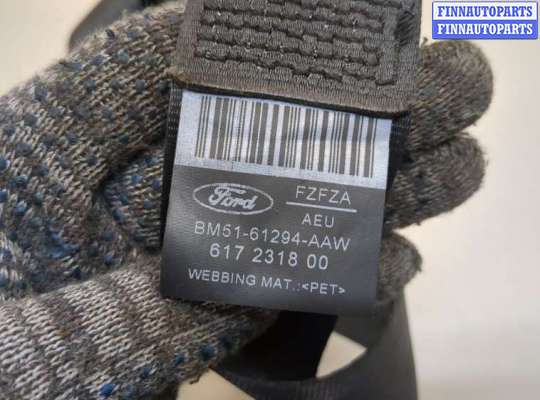 FINNAUTOPARTS
FINNAUTOPARTS
Ford
FZFZA
AEU
BM51-61294-AAW
617 2318 00
WEBBING MAT.:<PET>